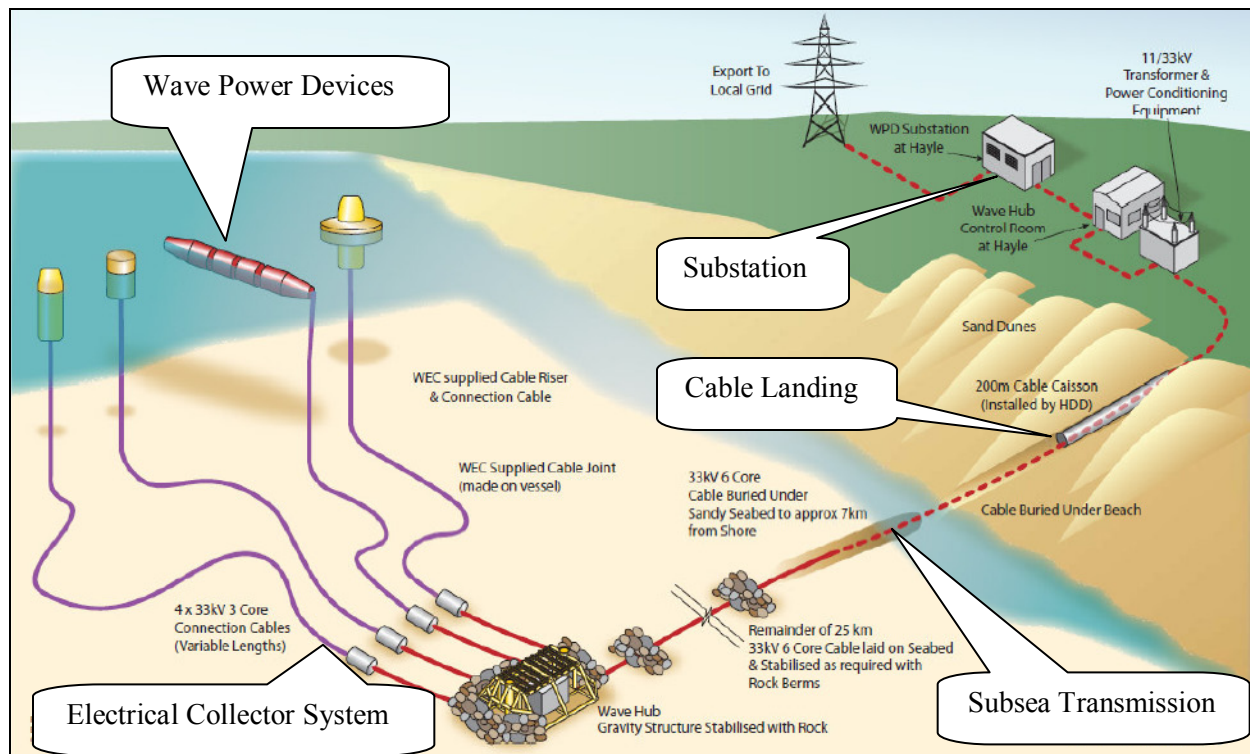 Wave Power Devices
Export To
Local Grid
11/33kV
Transformer &
Power Conditioning
Equipment
WPD Substation
at Hayle
Wave Hub
Control Room
at Hayle
Substation
Sand Dunes
Cable Landing
200m Cable Caisson
(Installed by HDD)
WEC supplied Cable Riser
& Connection Cable
WEC Supplied Cable Joint
(made on vessel)
33kV 6 Core
Cable Buried Under
Sandy Seabed to approx 7km
from Shore
Cable Buried Under Beach
4 x 33kV 3 Core
Connection Cables
(Variable Lengths)
Remainder of 25 km
33kV 6 Core Cable laid on Seabed
& Stabilised as required with
Rock Berms
Electrical Collector System
Wave Hub
Gravity Structure Stabilised with Rock
Subsea Transmission